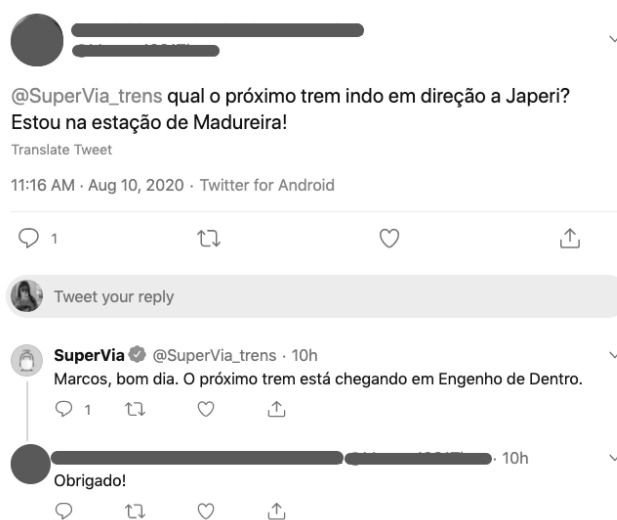 @SuperVia_trens qual o próximo trem indo em direção a Japeri?
Estou na estação de Madureira!
Translate Tweet
11:16 AM · Aug 10, 2020 · Twitter for Android
1
Tweet your reply
SuperVia @SuperVia_trens · 10h
Marcos, bom dia. O próximo trem está chegando em Engenho de Dentro.
1
· 10h
Obrigado!